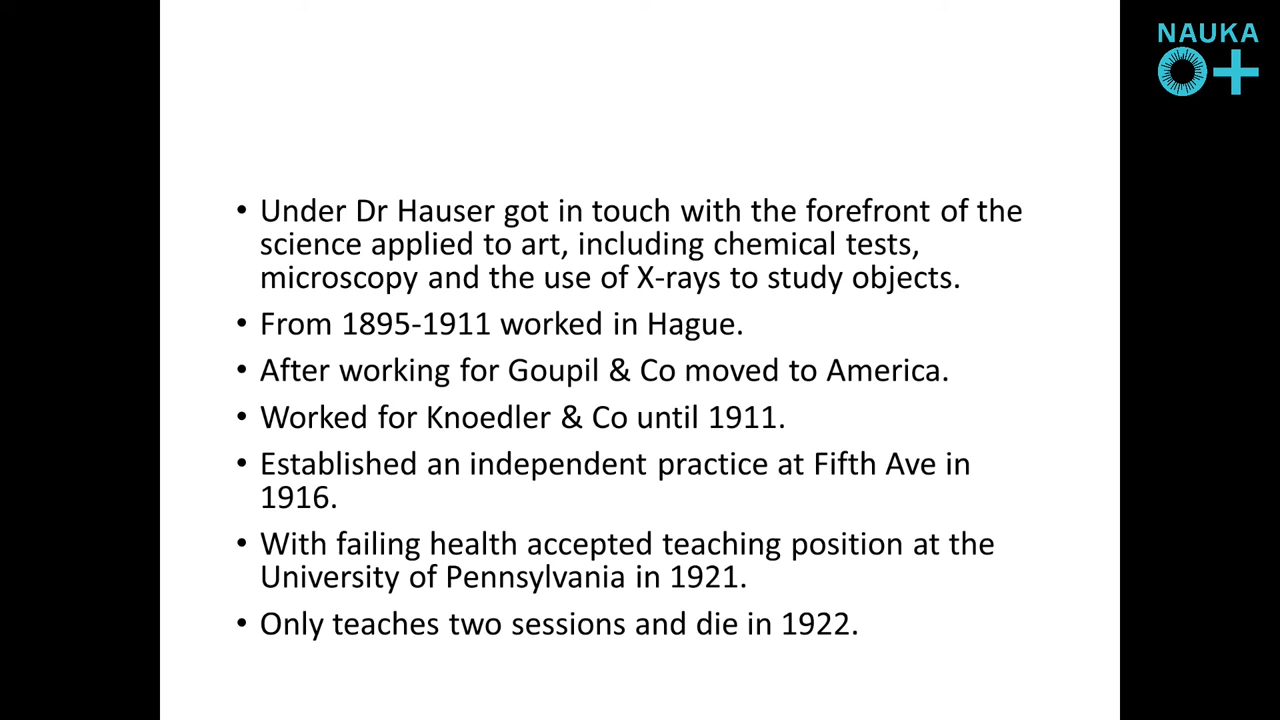 NAUKA
0+
• Under Dr Hauser got in touch with the forefront of the
science applied to art, including chemical tests,
microscopy and the use of X-rays to study objects.
• From 1895-1911 worked in Hague.
• After working for Goupil & Co moved to America.
• Worked for Knoedler & Co until 1911.
• Established an independent practice at Fifth Ave in
1916.
• With failing health accepted teaching position at the
University of Pennsylvania in 1921.
• Only teaches two sessions and die in 1922.